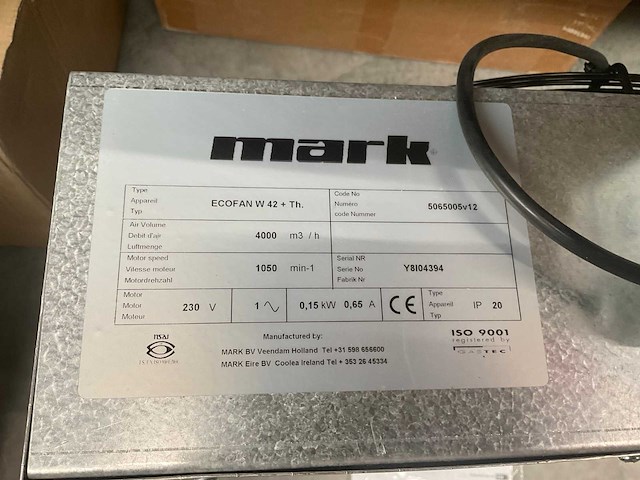 mark
Type
Appareil
Typ
ECOFAN W 42 + Th.
Code No
Numéro
code Nummer
5065005v12
Air Volume
Debit d'air
Luftmenge
4000 m3 / h
Motor speed
Vitesse moteur
Motordrehzahl
1050 min-1
Serial NR
Serie No
Fabrik Nr
Y8I04394
Motor
Motor
Moteur
230 V
1
0,15 kW 0,65 A
CE
Type
Appareil
Typ
IP 20
NSAI
Manufactured by:
MARK BV Veendam Holland Tel +31 598 656600
MARK Eire BV Coolea Ireland Tel + 353 26 45334
ISO 9001
registered by
GASTEC